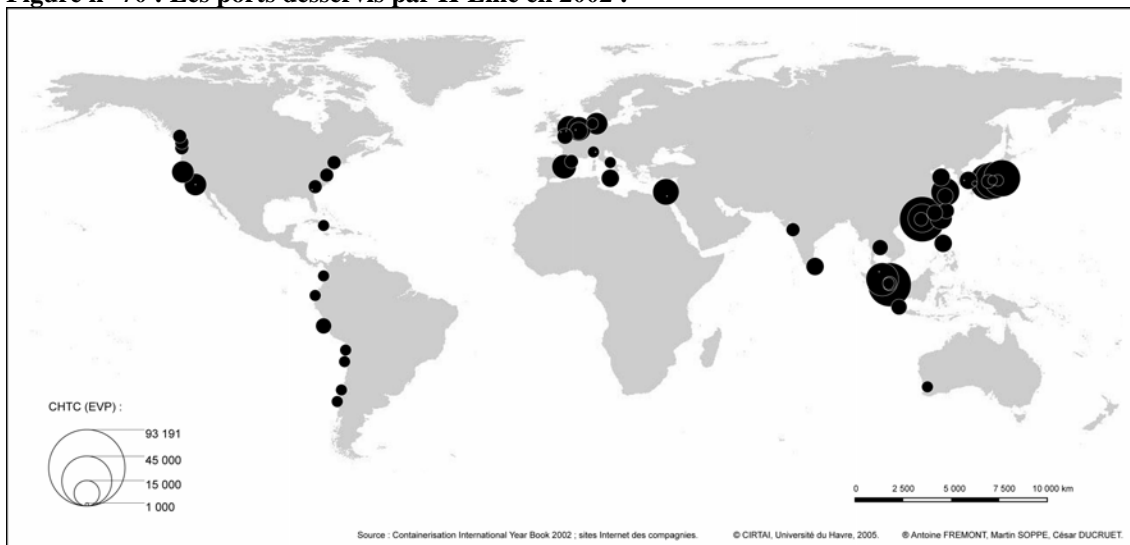 Figure n° 70 : Les ports desservis par K-Line en 2002 :
CHTC (EVP) :
93 191
45 000
15 000
1 000
0 2 500 5 000 7 500 10 000 km
Source : Containerisation International Year Book 2002 ; sites Internet des compagnies. © CIRTAI, Université du Havre, 2005. ® Antoine FREMONT, Martin SOPPE, César DUCRUET.